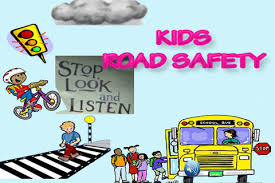 KIDS
ROAD SAFETY
STOP
LOOK
and
LISTEN
SCHOOL BUS
STOP